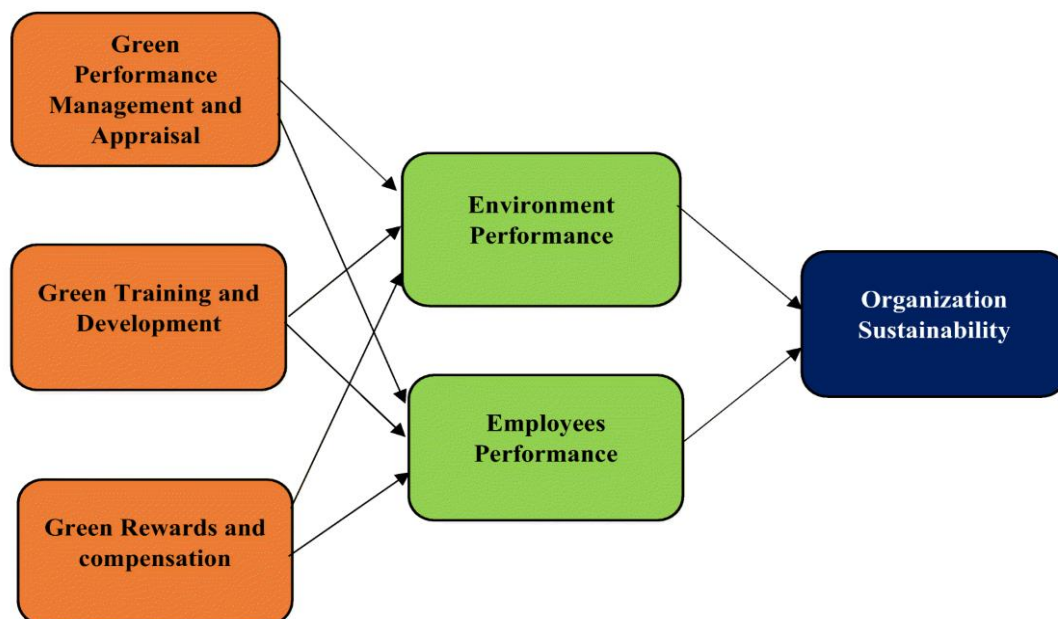 Green
Performance
Management and
Appraisal
Environment
Performance
Green Training and
Development
Organization
Sustainability
Employees
Performance
Green Rewards and
compensation